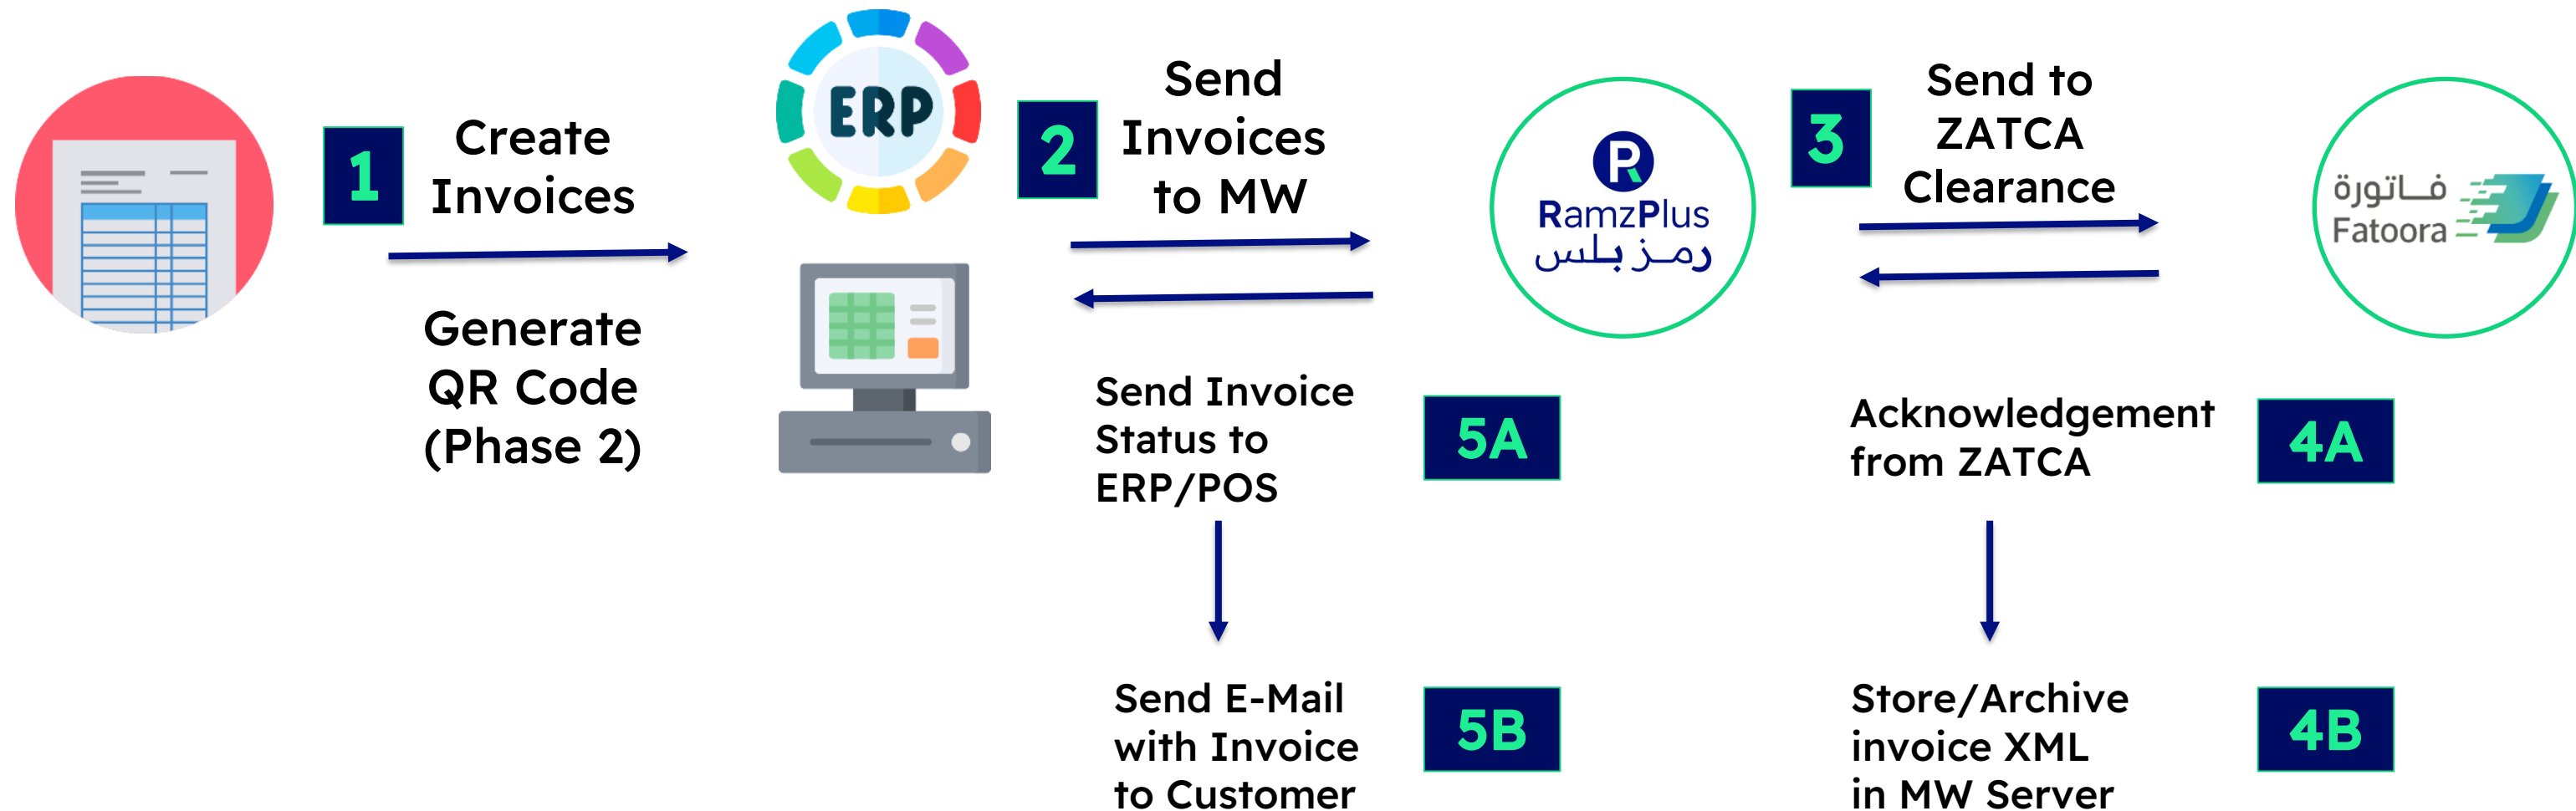 1
Create
Invoices
Generate
QR Code
(Phase 2)
ERP
2
Send
Invoices
to MW
RamzPlus
رمز بلس
3
Send to
ZATCA
Clearance
فاتورة
Fatoora
Send Invoice
Status to
ERP/POS
5A
Acknowledgement
from ZATCA
4A
Send E-Mail
with Invoice
to Customer
5B
Store/Archive
invoice XML
in MW Server
4B